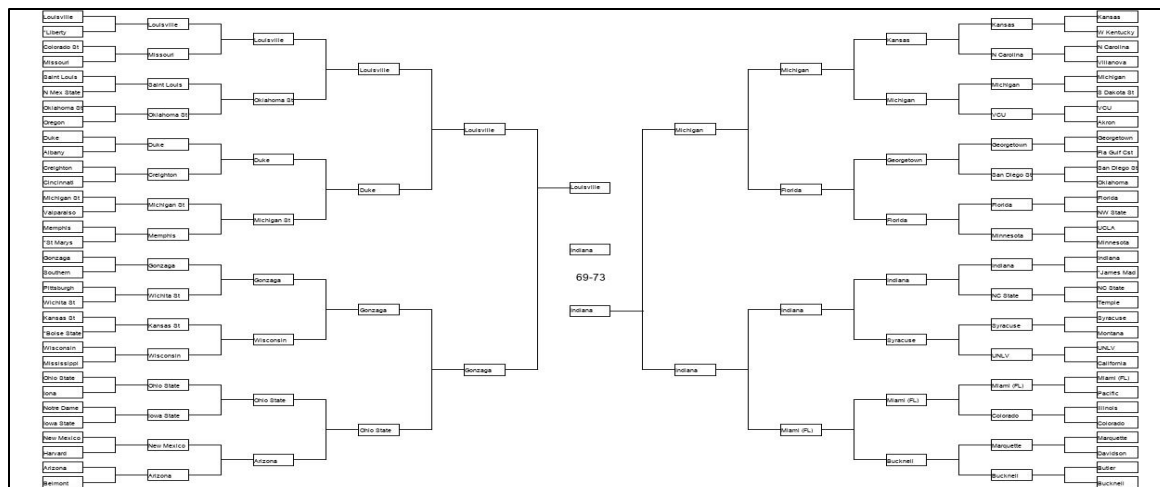 Louisville
*Liberty
Colorado St
Missouri
Saint Louis
N Mex State
Oklahoma St
Oregon
Duke
Albany
Creighton
Cincinnati
Michigan St
Valparaiso
Memphis
*St Marys
Gonzaga
Southern
Pittsburgh
Wichita St
Kansas St
*Boise State
Wisconsin
Mississippi
Ohio State
Iona
Notre Dame
Iowa State
New Mexico
Harvard
Arizona
Belmont
Louisville
Missouri
Saint Louis
Oklahoma St
Duke
Creighton
Michigan St
Memphis
Gonzaga
Wichita St
Kansas St
Wisconsin
Ohio State
Iowa State
New Mexico
Arizona
Louisville
Oklahoma St
Duke
Michigan St
Gonzaga
Wisconsin
Ohio State
Arizona
Louisville
Duke
Gonzaga
Ohio State
Louisville
Gonzaga
Louisville
Indiana
69-73
Indiana
Michigan
Indiana
Michigan
Florida
Indiana
Miami (FL)
Kansas
Michigan
Georgetown
Florida
Indiana
Syracuse
Miami (FL)
Bucknell
Kansas
N Carolina
Michigan
VCU
Georgetown
San Diego St
Florida
Minnesota
Indiana
NC State
Syracuse
UNLV
Miami (FL)
Colorado
Marquette
Bucknell
Kansas
W Kentucky
N Carolina
Villanova
Michigan
S Dakota St
VCU
Akron
Georgetown
Fla Gulf Cst
San Diego St
Oklahoma
Florida
NW State
UCLA
Minnesota
Indiana
*James Mad
NC State
Temple
Syracuse
Montana
UNLV
California
Miami (FL)
Pacific
Illinois
Colorado
Marquette
Davidson
Butler
Bucknell